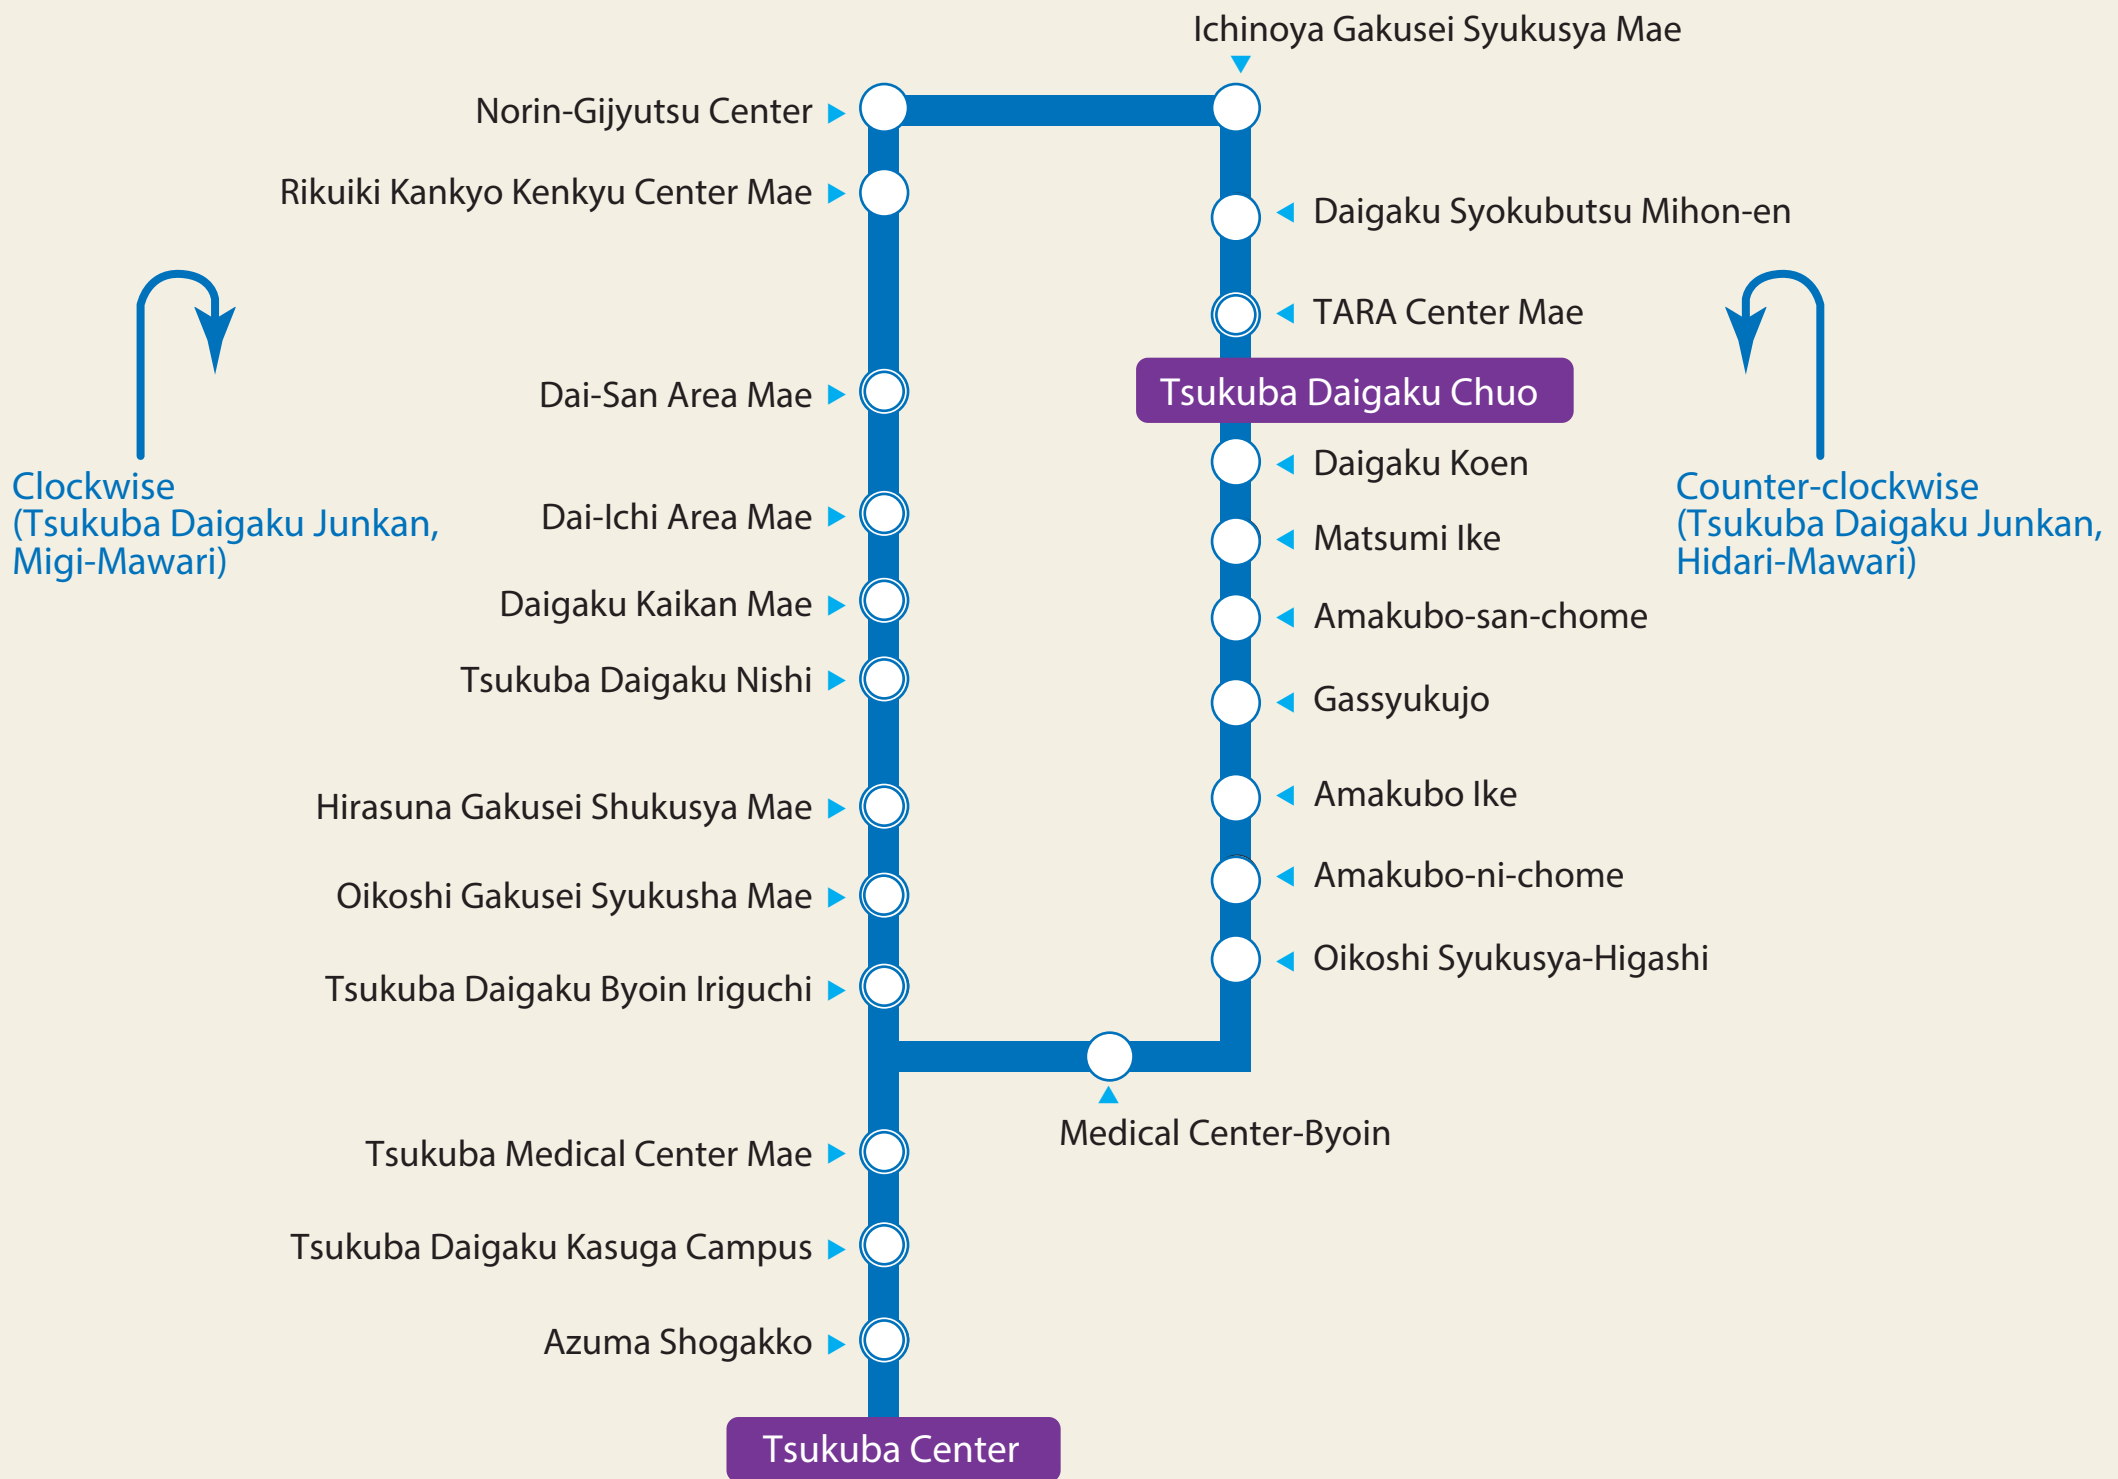 Ichinoya Gakusei Syukusya Mae
Norin-Gijyutsu Center
Rikuiki Kankyo Kenkyu Center Mae
Daigaku Syokubutsu Mihon-en
TARA Center Mae
Dai-San Area Mae
Tsukuba Daigaku Chuo
Daigaku Koen
Clockwise
(Tsukuba Daigaku Junkan,
Migi-Mawari)
Counter-clockwise
(Tsukuba Daigaku Junkan,
Hidari-Mawari)
Dai-Ichi Area Mae
Matsumi Ike
Daigaku Kaikan Mae
Amakubo-san-chome
Tsukuba Daigaku Nishi
Gassyukujo
Hirasuna Gakusei Shukusya Mae
Amakubo Ike
Oikoshi Gakusei Syukusha Mae
Amakubo-ni-chome
Tsukuba Daigaku Byoin Iriguchi
Oikoshi Syukusya-Higashi
Medical Center-Byoin
Tsukuba Medical Center Mae
Tsukuba Daigaku Kasuga Campus
Azuma Shogakko
Tsukuba Center